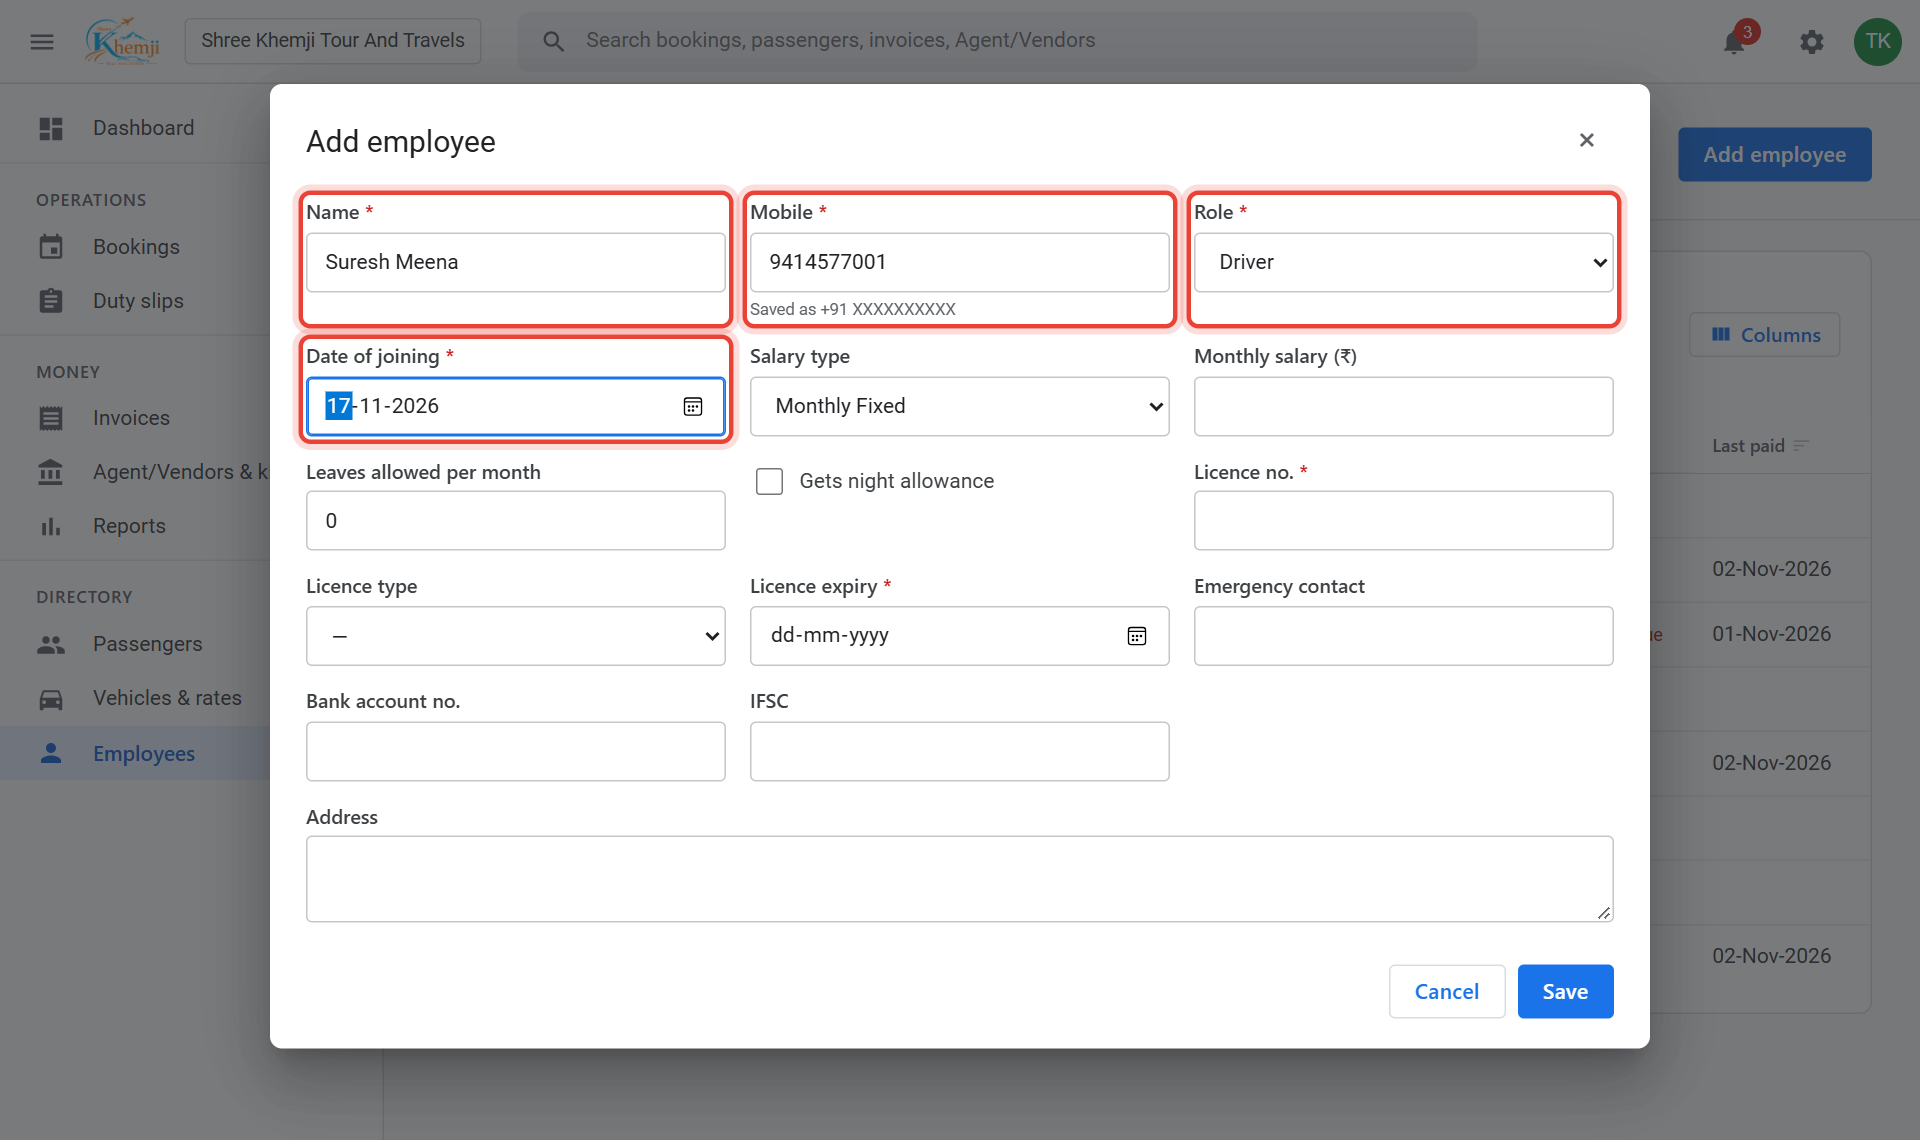 Khemji
Shree Khemji Tour And Travels
Search bookings, passengers, invoices, Agent/Vendors
3
TK
Dashboard
OPERATIONS
Bookings
Duty slips
MONEY
Invoices
Agent/Vendors & k
Reports
DIRECTORY
Passengers
Vehicles & rates
Employees
Add employee
Columns
Last paid
02-Nov-2026
01-Nov-2026
02-Nov-2026
02-Nov-2026
Add employee
Name *
Suresh Meena
Mobile *
9414577001
Saved as +91 XXXXXXXXXX
Role *
Driver
Date of joining *
17-11-2026
Salary type
Monthly Fixed
Monthly salary (₹)
Leaves allowed per month
0
Gets night allowance
Licence no. *
Licence type
—
Licence expiry *
dd-mm-yyyy
Emergency contact
Bank account no.
IFSC
Address
Cancel
Save